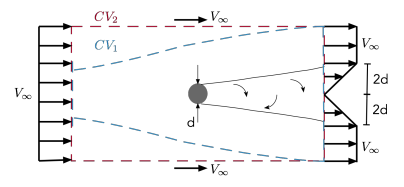 CV₂ V∞
CV₁ V∞
V∞ 2d
d 2d
V∞
V∞